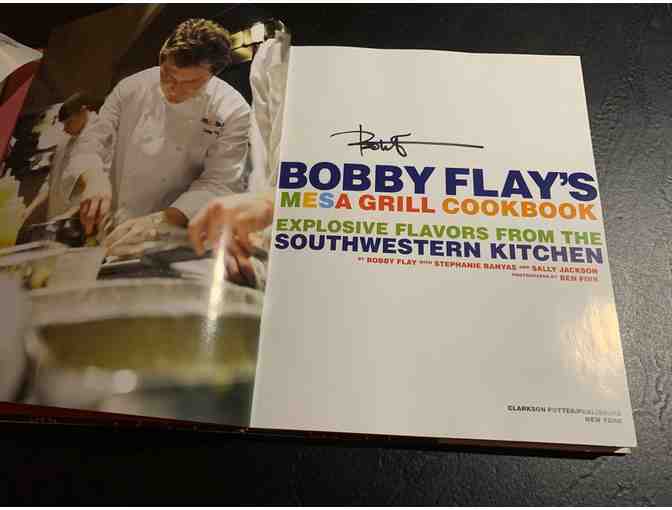 BOBBY FLAY'S
MESA GRILL COOKBOOK
EXPLOSIVE FLAVORS FROM THE
SOUTHWESTERN KITCHEN
BY BOBBY FLAY WITH STEPHANIE BANYAS AND SALLY JACKSON
PHOTOGRAPHS BY BEN FINK
CLARKSON POTTER/PUBLISHERS
NEW YORK